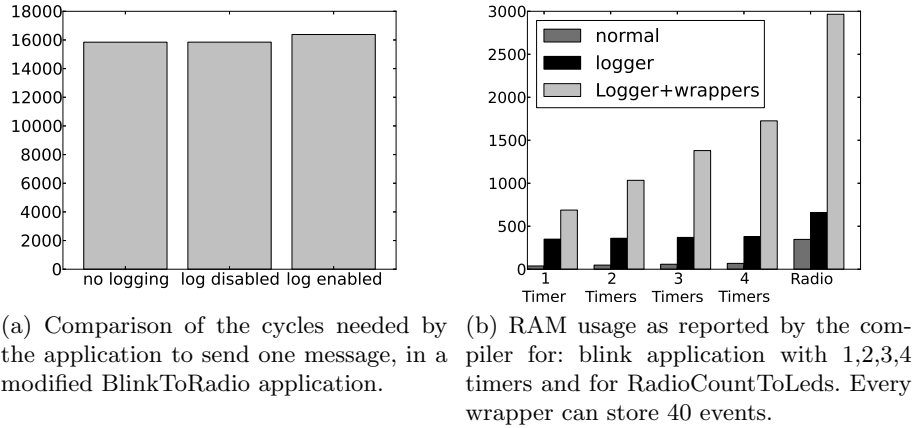 18000
16000
14000
12000
10000
8000
6000
4000
2000
0
no logging log disabled log enabled
(a) Comparison of the cycles needed by
the application to send one message, in a
modified BlinkToRadio application.
3000
2500
2000
1500
1000
500
0
normal
logger
Logger+wrappers
1 Timer
2 Timers
3 Timers
4 Timers
Radio
(b) RAM usage as reported by the com-
piler for: blink application with 1,2,3,4
timers and for RadioCountToLeds. Every
wrapper can store 40 events.